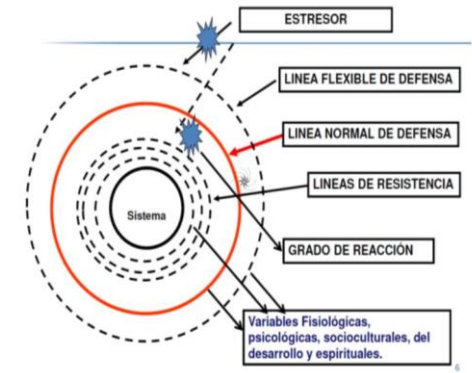 ESTRESOR
LINEA FLEXIBLE DE DEFENSA
LINEA NORMAL DE DEFENSA
LINEAS DE RESISTENCIA
Sistema
GRADO DE REACCIÓN
Variables Fisiológicas,
psicológicas, socioculturales, del
desarrollo y espirituales.
6